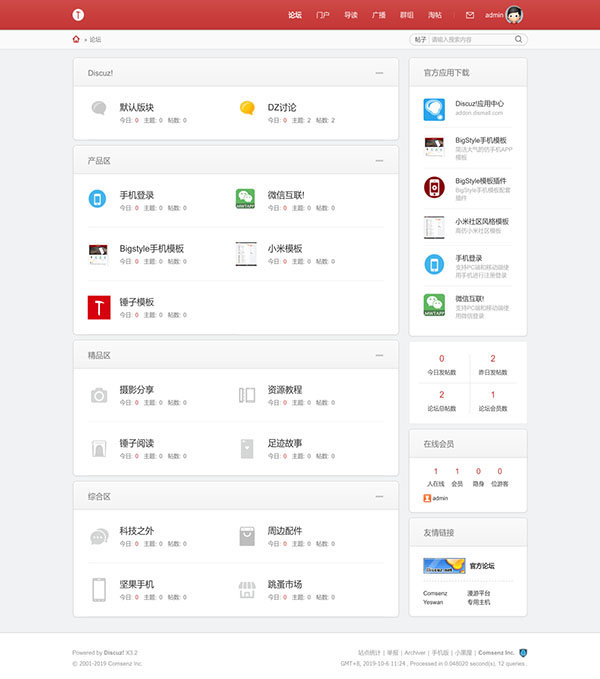 论坛 门户 导读 广播 群组 淘帖 admin
» 论坛
帖子 请输入搜索内容
Discuz!
默认版块
今日: 0 主题: 0 帖数: 0
DZ讨论
今日: 0 主题: 2 帖数: 2
产品区
手机登录
今日: 0 主题: 0 帖数: 0
微信互联!
今日: 0 主题: 0 帖数: 0
Bigstyle手机模板
今日: 0 主题: 0 帖数: 0
小米模板
今日: 0 主题: 0 帖数: 0
锤子模板
今日: 0 主题: 0 帖数: 0
精品区
摄影分享
今日: 0 主题: 0 帖数: 0
资源教程
今日: 0 主题: 0 帖数: 0
锤子阅读
今日: 0 主题: 0 帖数: 0
足迹故事
今日: 0 主题: 0 帖数: 0
综合区
科技之外
今日: 0 主题: 0 帖数: 0
周边配件
今日: 0 主题: 0 帖数: 0
坚果手机
今日: 0 主题: 0 帖数: 0
跳蚤市场
今日: 0 主题: 0 帖数: 0
官方应用下载
Discuz!应用中心
addon.dismall.com
BigStyle手机模板
简洁大气的仿手机APP
模板
BigStyle模板插件
BigStyle手机模板配套
插件
小米社区风格模板
高仿小米社区模板
手机登录
支持PC端和移动端使
用手机进行注册登录
微信互联!
MWTAPP
支持PC端和移动端使
用微信登录
0 2
今日发帖数 昨日发帖数
2 1
论坛总帖数 论坛会员数
在线会员
1 1 0 0
人在线 会员 隐身 位游客
admin
友情链接
官方论坛
Comsenz 漫游平台
Yeswan 专用主机
Powered by Discuz! X3.2
© 2001-2019 Comsenz Inc.
站点统计 | 举报 | Archiver | 手机版 | 小黑屋 | Comsenz Inc.
GMT+8, 2019-10-6 11:24 , Processed in 0.048020 second(s), 12 queries .